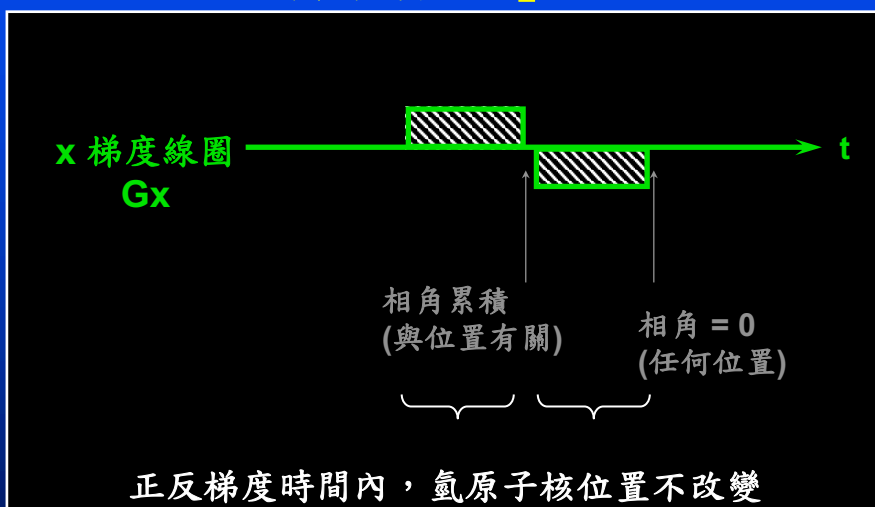 x 梯度線圈
Gx
t
相角累積
(與位置有關)
相角 = 0
(任何位置)
正反梯度時間內，氫原子核位置不改變